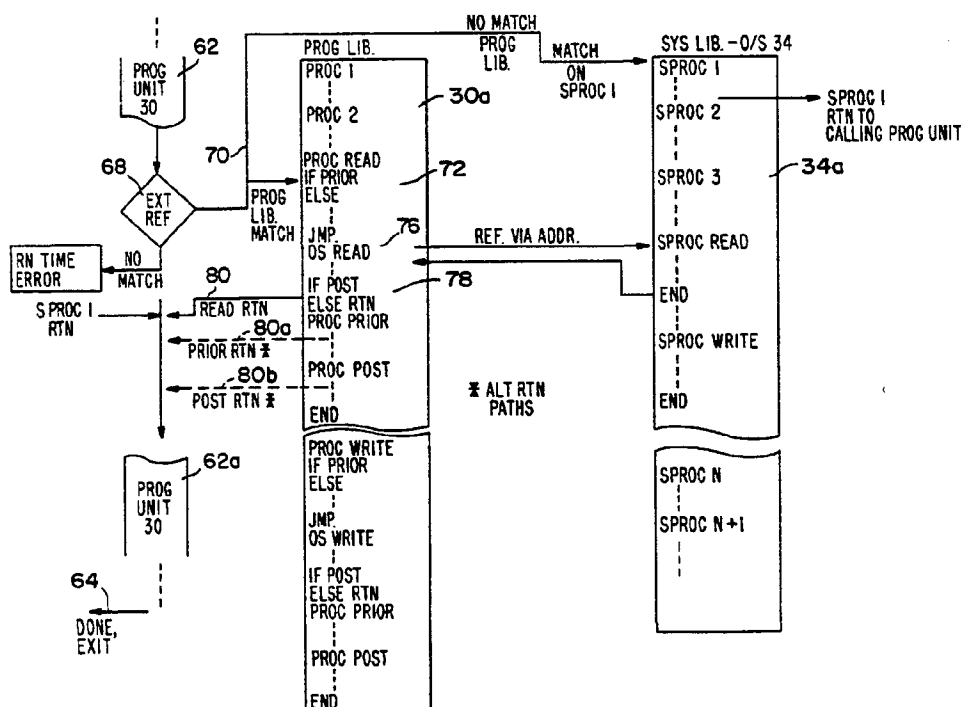 62
PROG
UNIT
30
68
EXT
REF
NO
MATCH
RN TIME
ERROR
SPROC I
RTN
70
PROG
LIB.
MATCH
NO MATCH
PROG
LIB.
MATCH
ON
SPROC I
PROG LIB.
PROC 1
30a
PROC 2
PROC READ
IF PRIOR
ELSE
72
JMP.
OS READ
76
REF. VIA ADDR.
IF POST
ELSE RTN
PROC PRIOR
78
PROC POST
END
80
READ RTN
80a
PRIOR RTN *
80b
POST RTN *
* ALT RTN
PATHS
PROC WRITE
IF PRIOR
ELSE
JMP.
OS WRITE
IF POST
ELSE RTN
PROC PRIOR
PROC POST
END
SYS LIB. - O/S 34
SPROC 1
SPROC 2
SPROC I
RTN TO
CALLING PROG UNIT
SPROC 3
34a
SPROC READ
END
SPROC WRITE
END
SPROC N
SPROC N+1
62a
PROG
UNIT
30
64
DONE,
EXIT